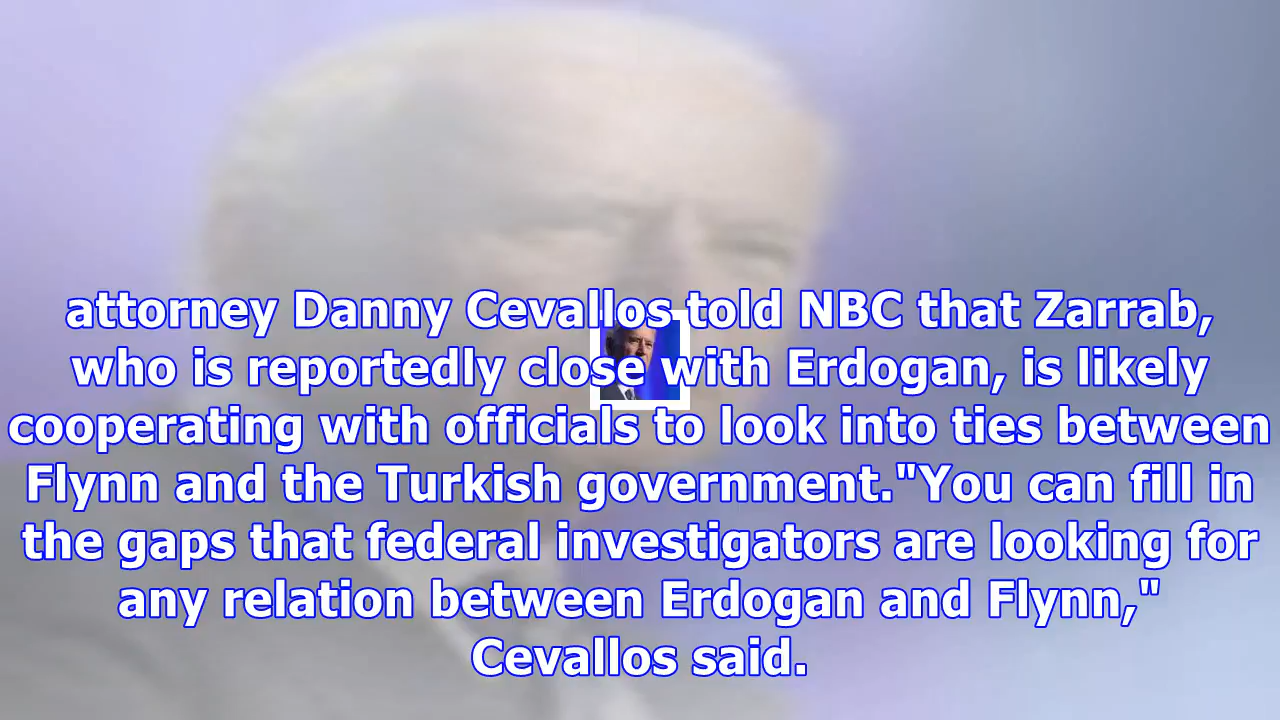 attorney Danny Cevallos told NBC that Zarrab,
who is reportedly close with Erdogan, is likely
cooperating with officials to look into ties between
Flynn and the Turkish government."You can fill in
the gaps that federal investigators are looking for
any relation between Erdogan and Flynn,"
Cevallos said.